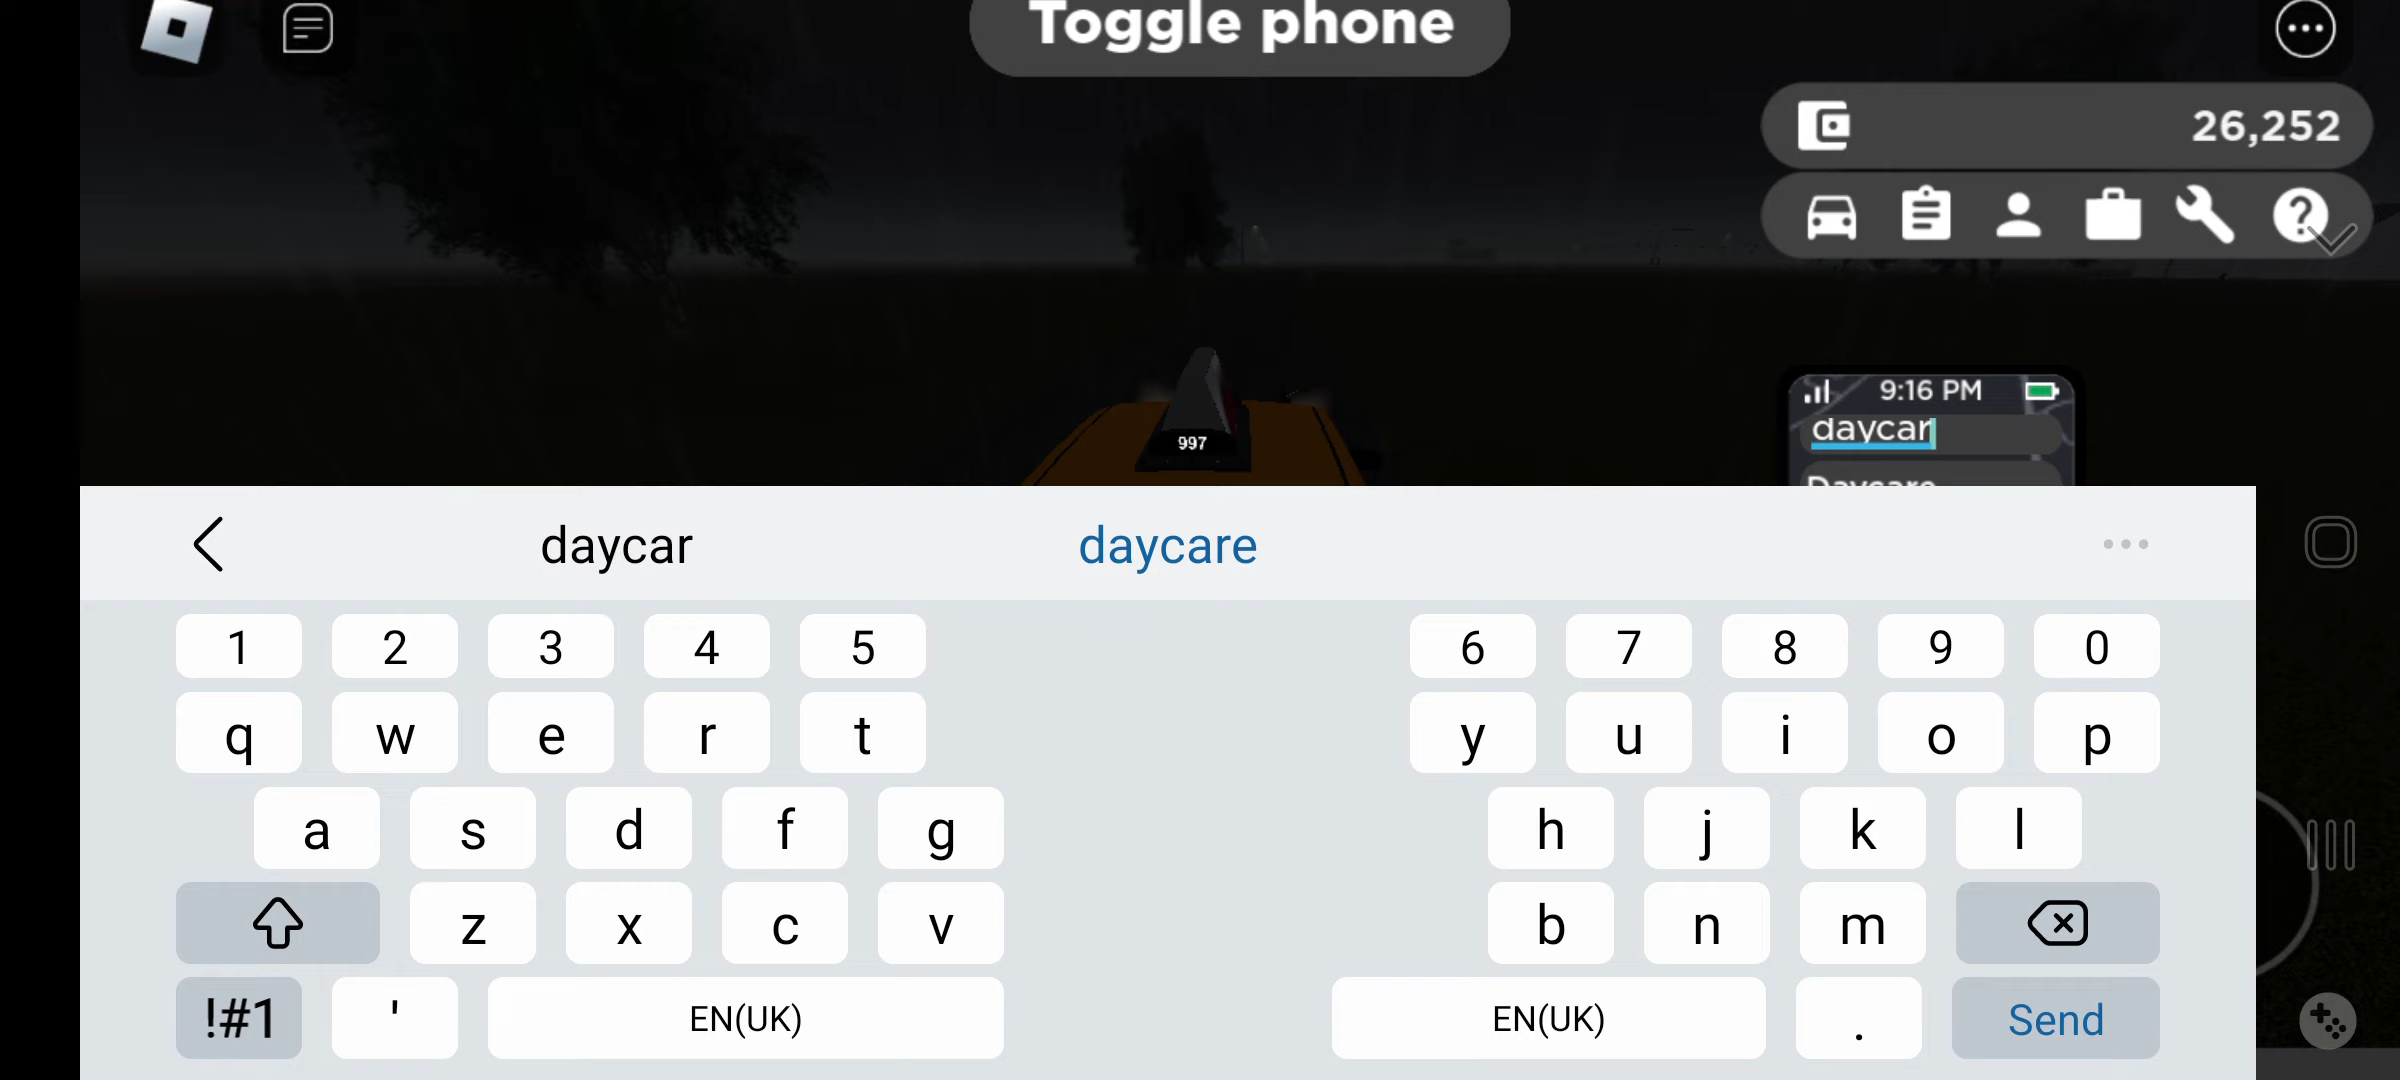 Toggle phone
26,252
9:16 PM
daycar
Daycare
997
daycar daycare
1 2 3 4 5 6 7 8 9 0
q w e r t y u i o p
a s d f g h j k l
z x c v b n m
!#1 ' EN(UK) EN(UK) . Send